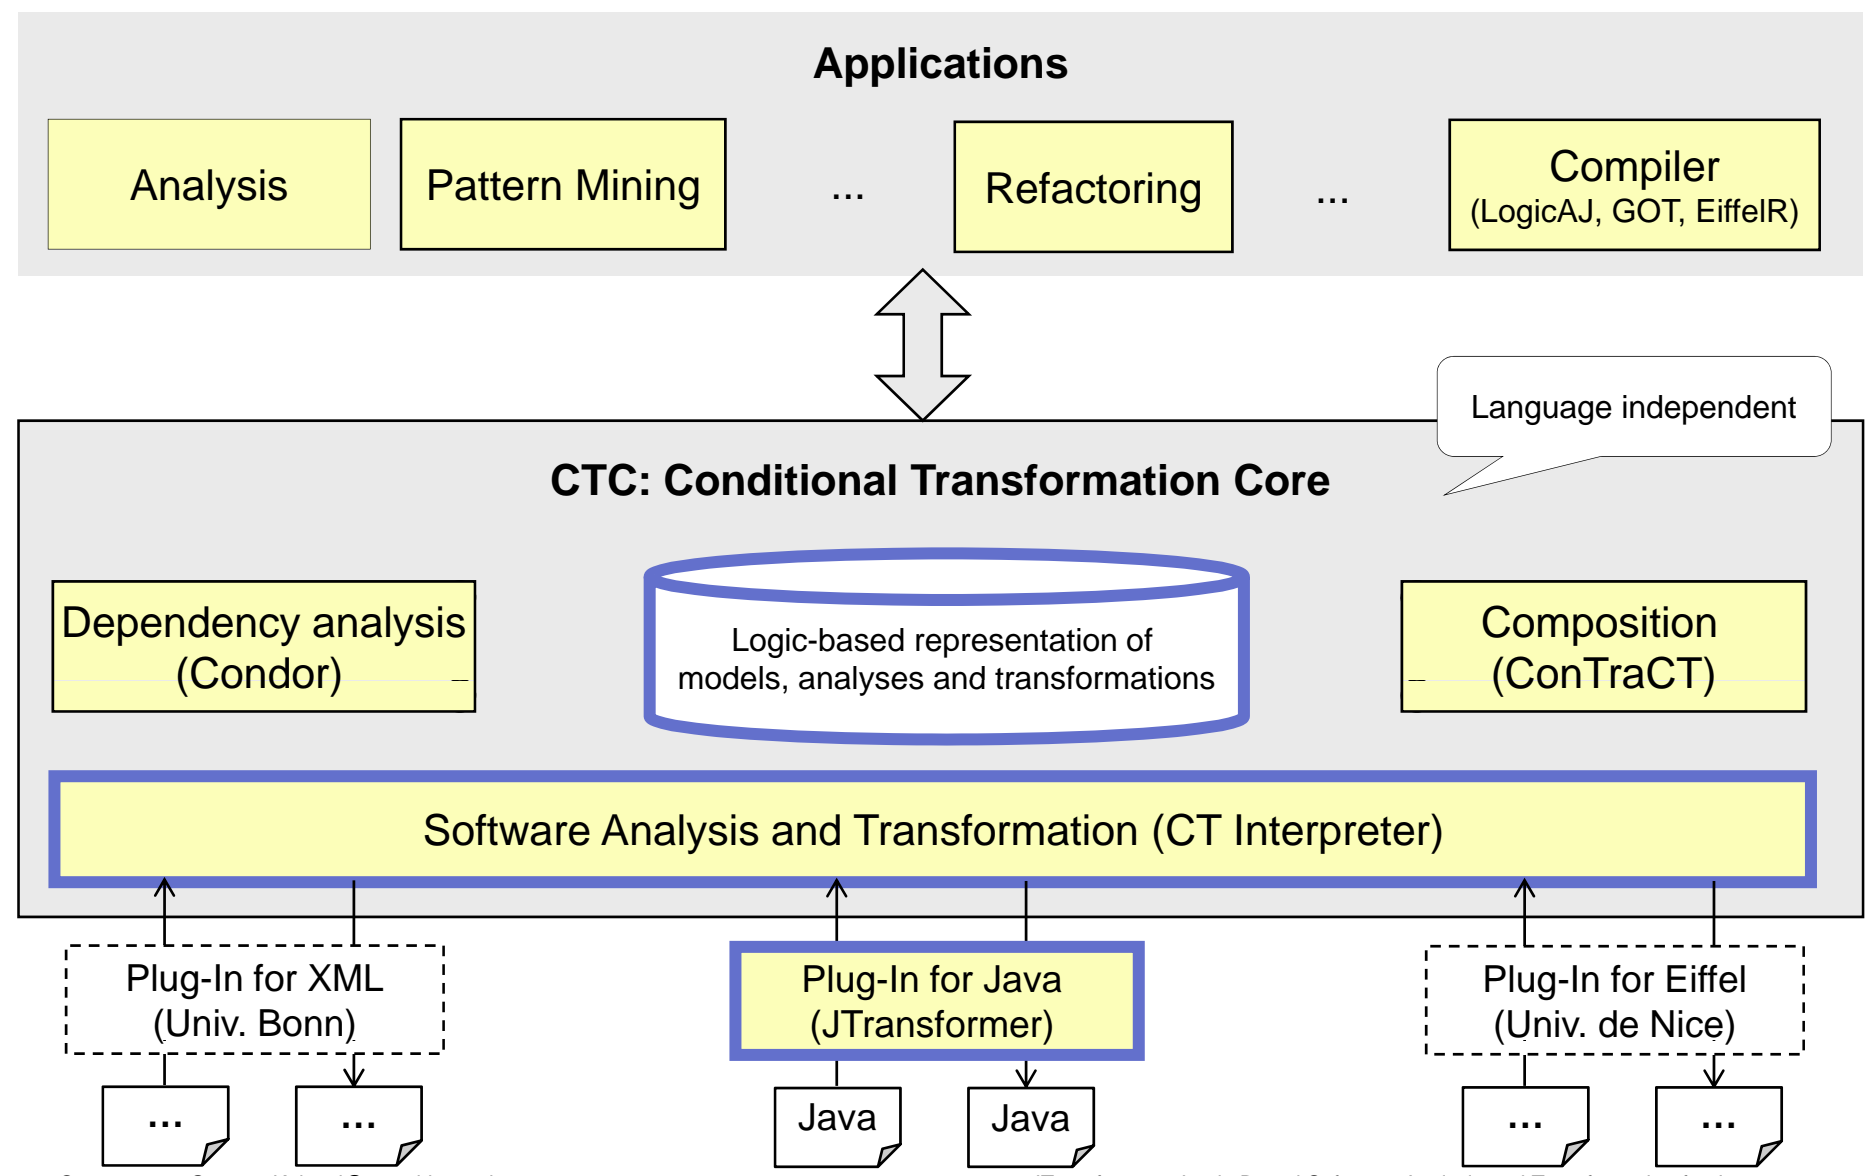 Applications
Analysis
Pattern Mining
...
Refactoring
...
Compiler
(LogicAJ, GOT, EiffelR)
Language independent
CTC: Conditional Transformation Core
Dependency analysis
(Condor)
Logic-based representation of
models, analyses and transformations
Composition
(ConTraCT)
Software Analysis and Transformation (CT Interpreter)
Plug-In for XML
(Univ. Bonn)
Plug-In for Java
(JTransformer)
Plug-In for Eiffel
(Univ. de Nice)
...
...
Java
Java
...
...